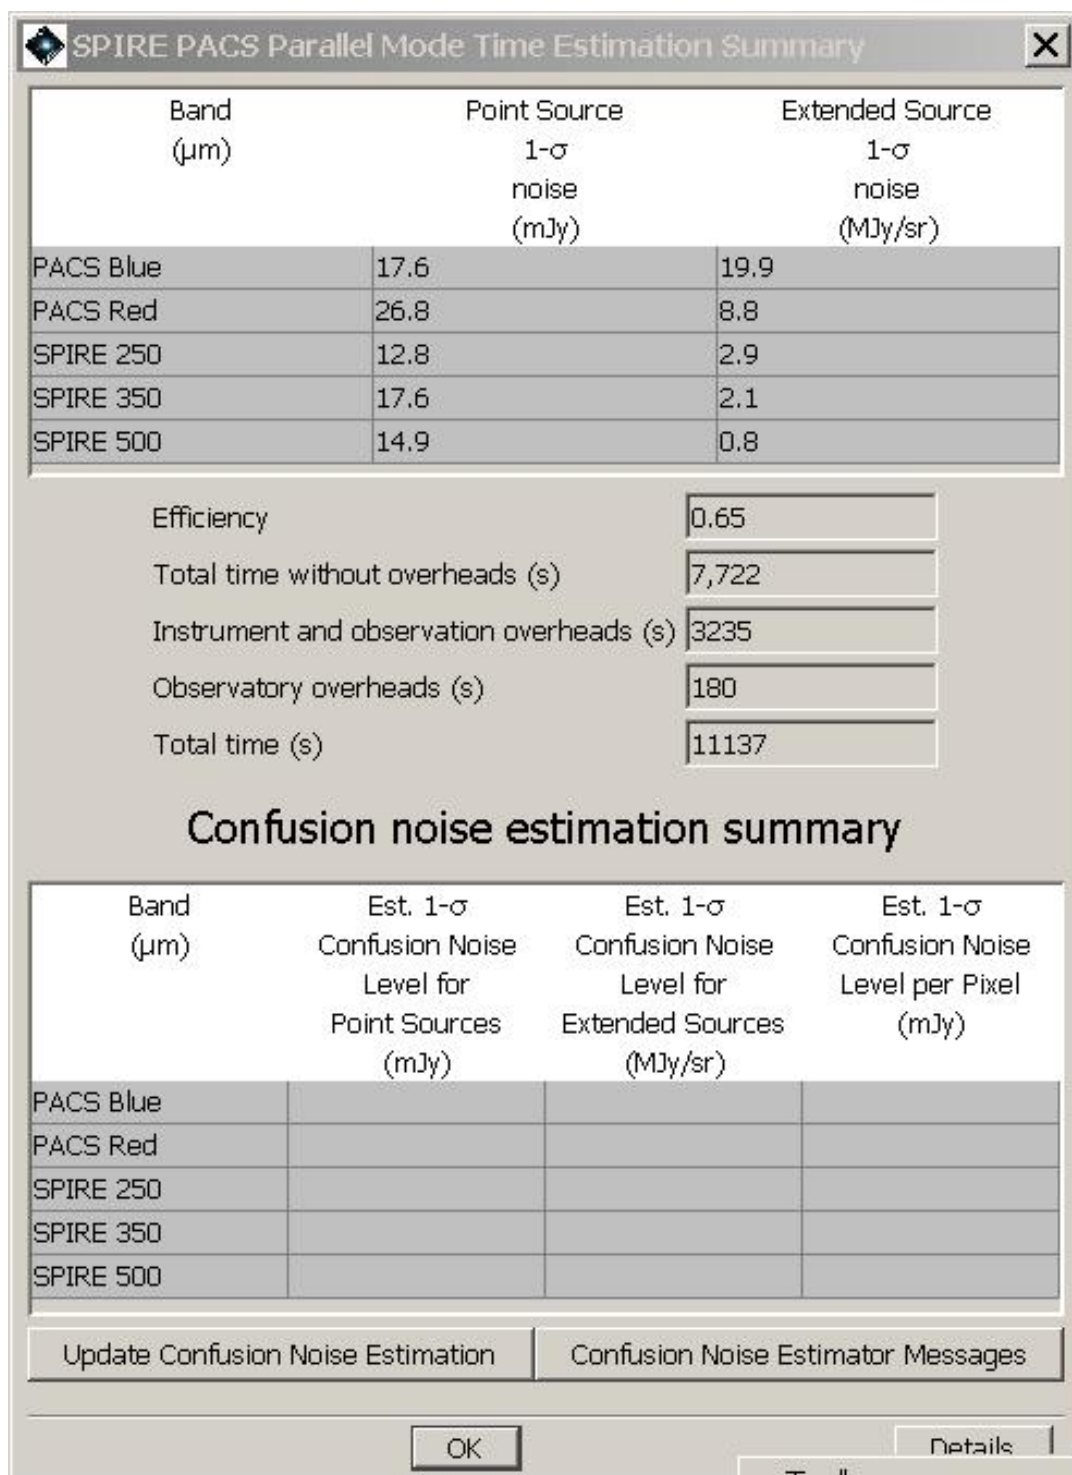 SPIRE PACS Parallel Mode Time Estimation Summary
Band Point Source Extended Source
(µm) 1-σ 1-σ
noise noise
(mJy) (MJy/sr)
PACS Blue 17.6 19.9
PACS Red 26.8 8.8
SPIRE 250 12.8 2.9
SPIRE 350 17.6 2.1
SPIRE 500 14.9 0.8
Efficiency 0.65
Total time without overheads (s) 7,722
Instrument and observation overheads (s) 3235
Observatory overheads (s) 180
Total time (s) 11137
Confusion noise estimation summary
Band Est. 1-σ Est. 1-σ Est. 1-σ
(µm) Confusion Noise Confusion Noise Confusion Noise
Level for Level for Level per Pixel
Point Sources Extended Sources (mJy)
(mJy) (MJy/sr)
PACS Blue
PACS Red
SPIRE 250
SPIRE 350
SPIRE 500
Update Confusion Noise Estimation Confusion Noise Estimator Messages
OK Details